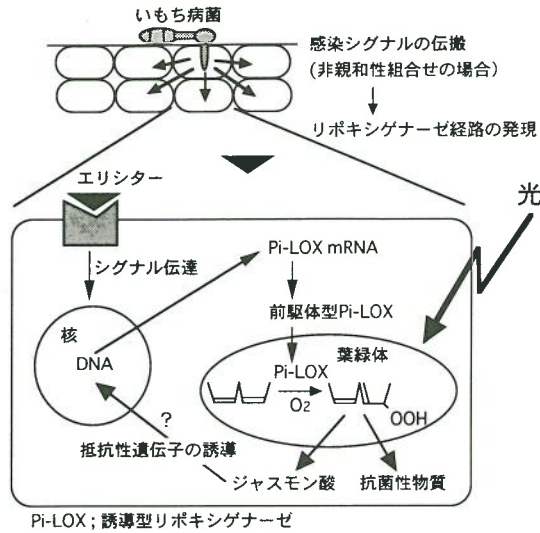 いもち病菌
感染シグナルの伝搬
(非親和性組合せの場合)
リポキシゲナーゼ経路の発現
エリシター
光
シグナル伝達
Pi-LOX mRNA
前駆体型Pi-LOX
核
DNA
葉緑体
Pi-LOX
O2
OOH
?
抵抗性遺伝子の誘導
ジャスモン酸
抗菌性物質
Pi-LOX ; 誘導型リポキシゲナーゼ